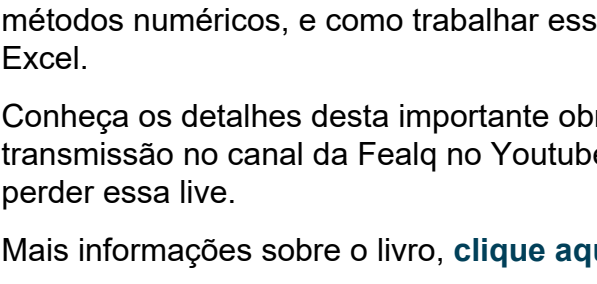 métodos numéricos, e como trabalhar
Excel.
Conheça os detalhes desta importante
transmissão no canal da Fealq no Youtube
perder essa live.
Mais informações sobre o livro, clique